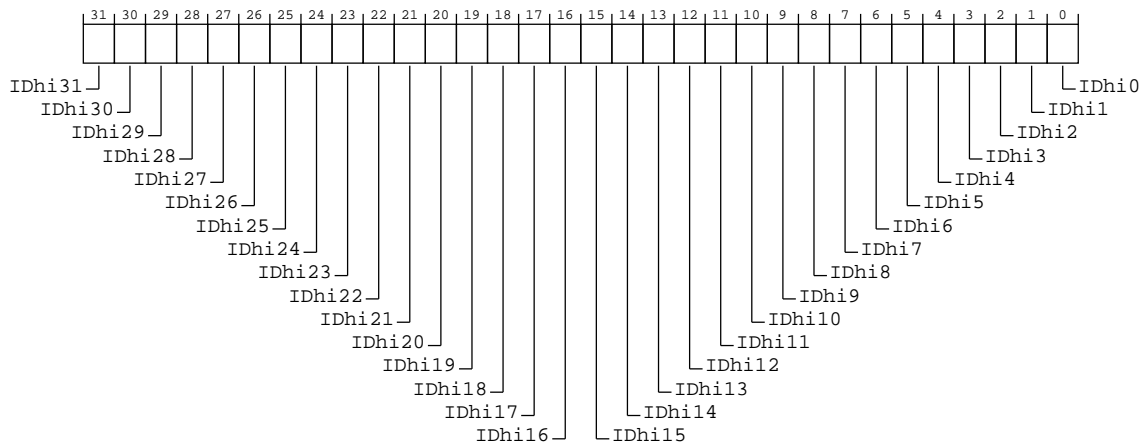 31 30 29 28 27 26 25 24 23 22 21 20 19 18 17 16 15 14 13 12 11 10 9 8 7 6 5 4 3 2 1 0
IDhi31 IDhi0
IDhi30 IDhi1
IDhi29 IDhi2
IDhi28 IDhi3
IDhi27 IDhi4
IDhi26 IDhi5
IDhi25 IDhi6
IDhi24 IDhi7
IDhi23 IDhi8
IDhi22 IDhi9
IDhi21 IDhi10
IDhi20 IDhi11
IDhi19 IDhi12
IDhi18 IDhi13
IDhi17 IDhi14
IDhi16 IDhi15